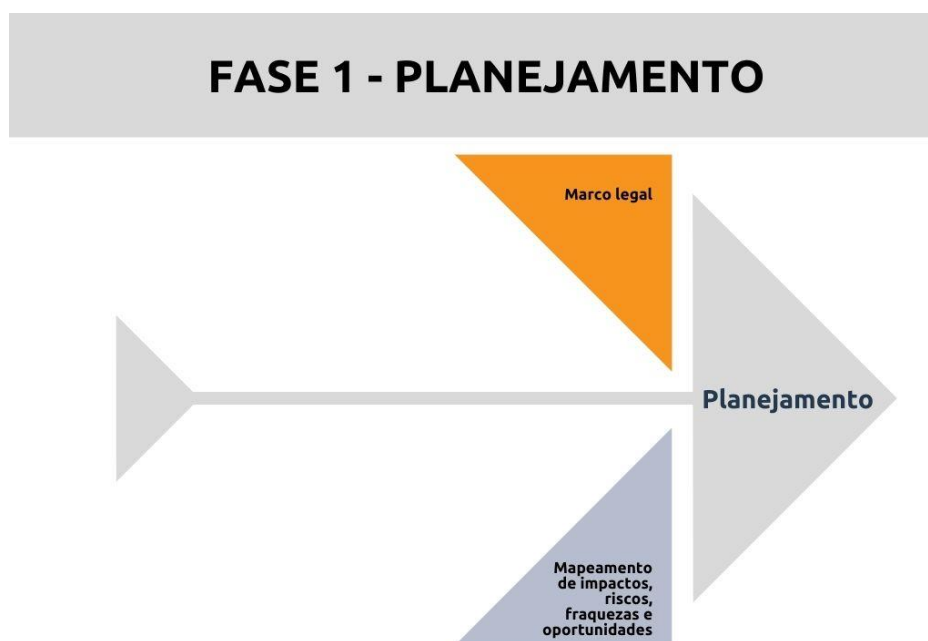 FASE 1 - PLANEJAMENTO
Marco legal
Planejamento
Mapeamento
de impactos,
riscos,
fraquezas e
oportunidades